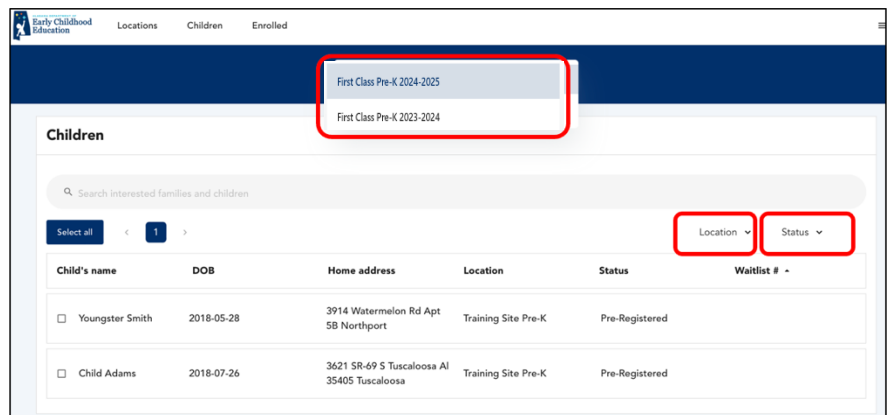 Early Childhood
Education
Locations Children Enrolled
First Class Pre-K 2024-2025
First Class Pre-K 2023-2024
Children
Search interested families and children
Select all < 1 > Location Status
Child's name DOB Home address Location Status Waitlist #
Youngster Smith 2018-05-28 3914 Watermelon Rd Apt Training Site Pre-K Pre-Registered
5B Northport
Child Adams 2018-07-26 3621 SR-69 S Tuscaloosa Al Training Site Pre-K Pre-Registered
35405 Tuscaloosa